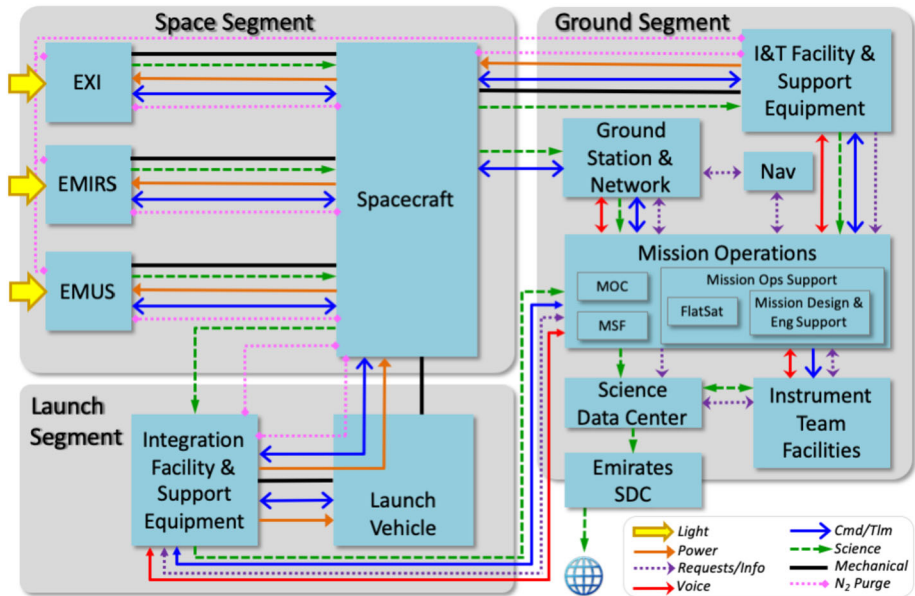 Space Segment
Ground Segment
EXI
EMIRS
EMUS
Spacecraft
I&T Facility &
Support
Equipment
Ground
Station &
Network
Nav
Mission Operations
MOC
MSF
Mission Ops Support
FlatSat
Mission Design &
Eng Support
Science
Data Center
Instrument
Team
Facilities
Emirates
SDC
Launch
Segment
Integration
Facility &
Support
Equipment
Launch
Vehicle
Light
Power
Requests/Info
Voice
Cmd/Tlm
Science
Mechanical
N₂ Purge